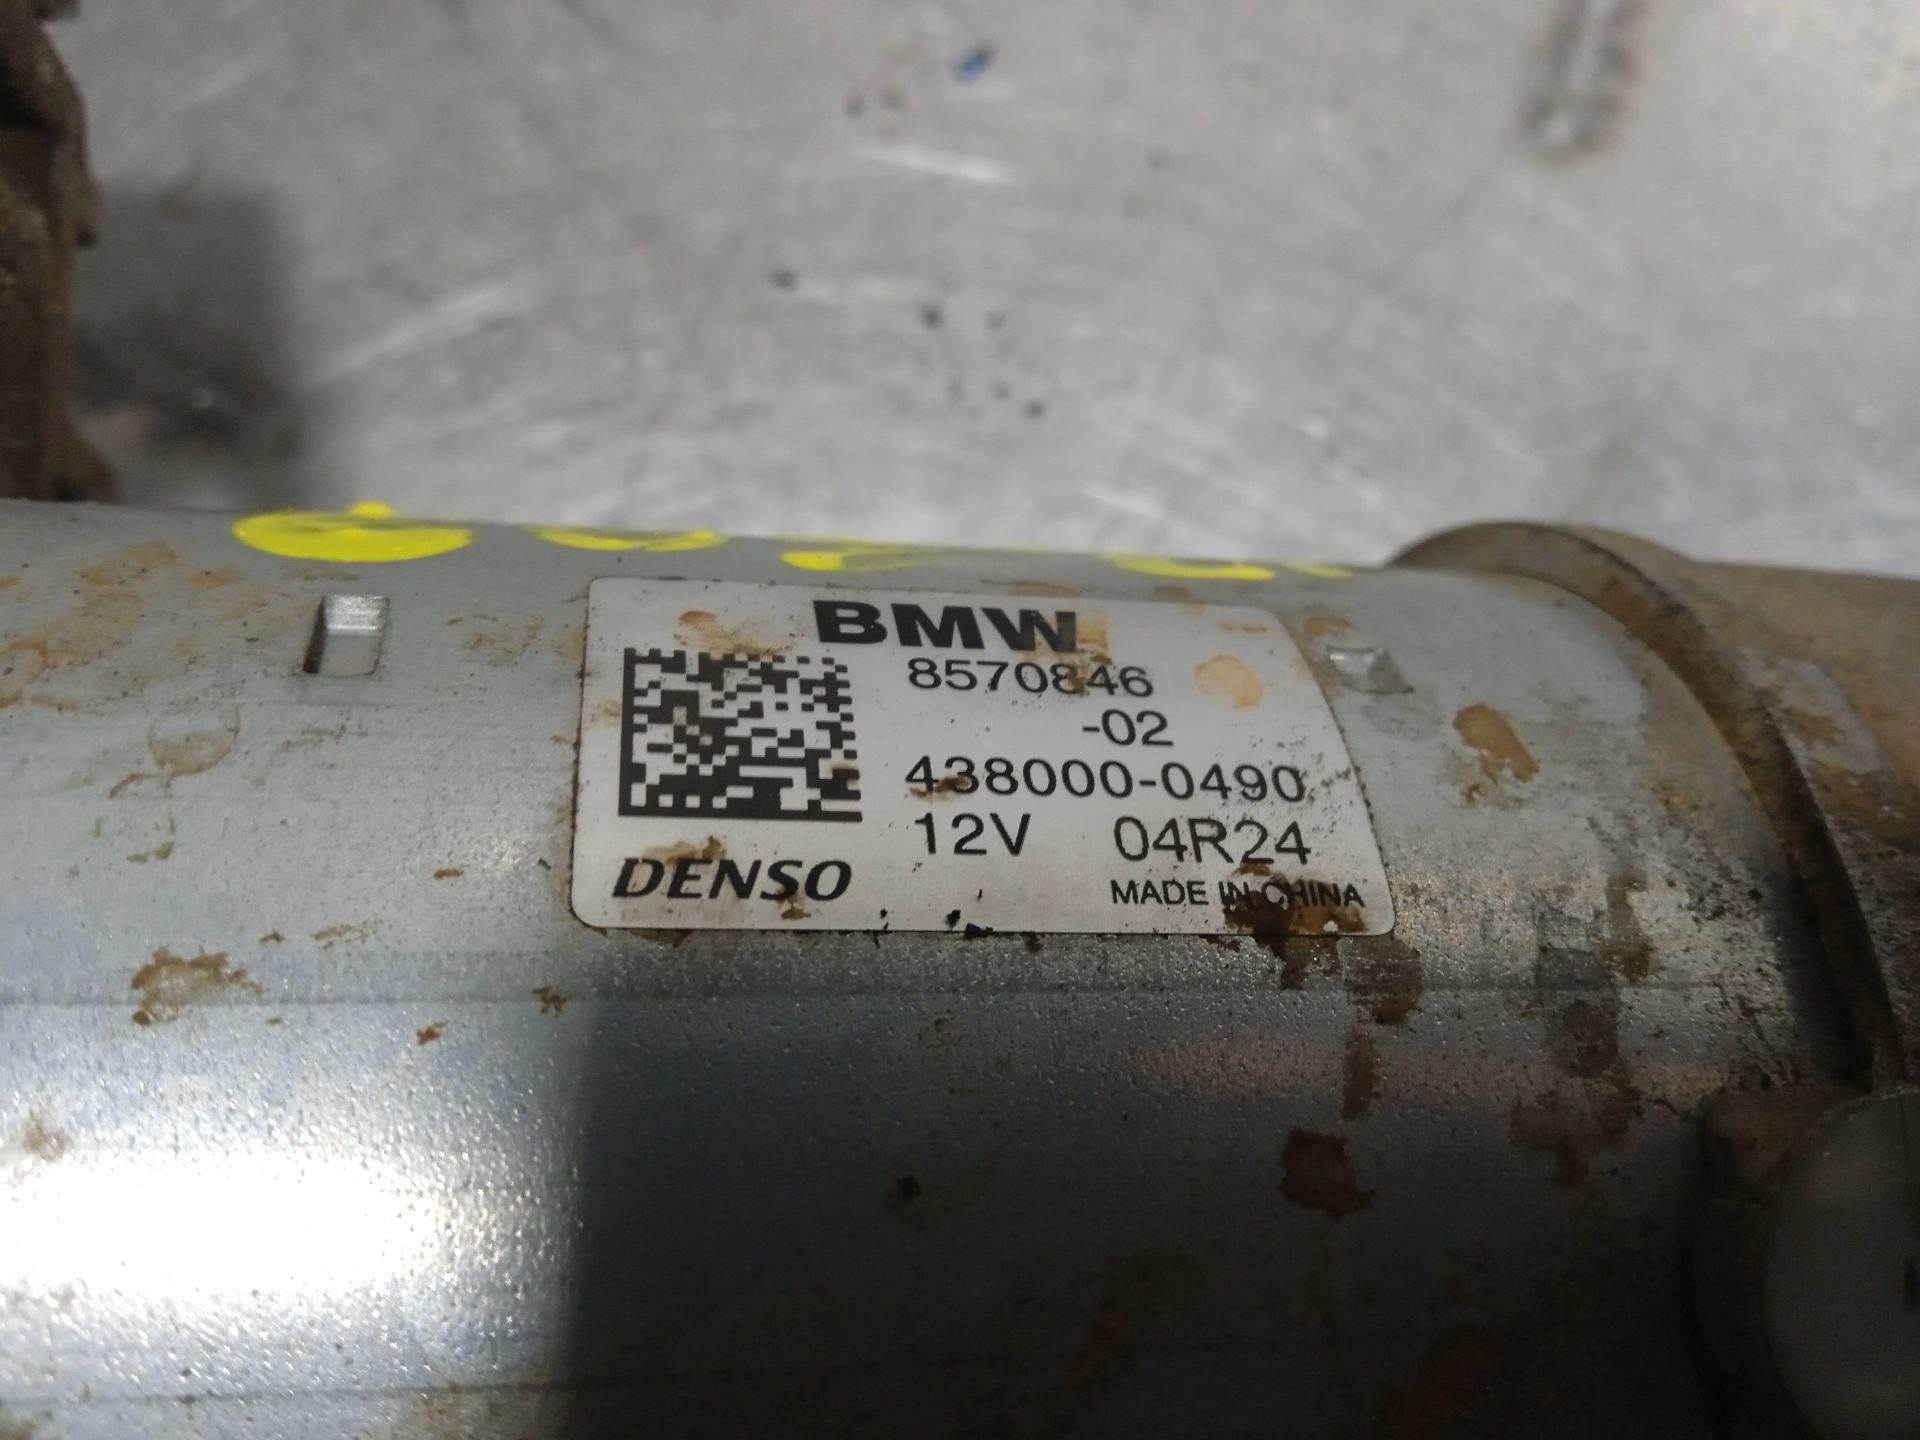 BMW
8570846
-02
438000-0490
12V 04R24
DENSO
MADE IN CHINA